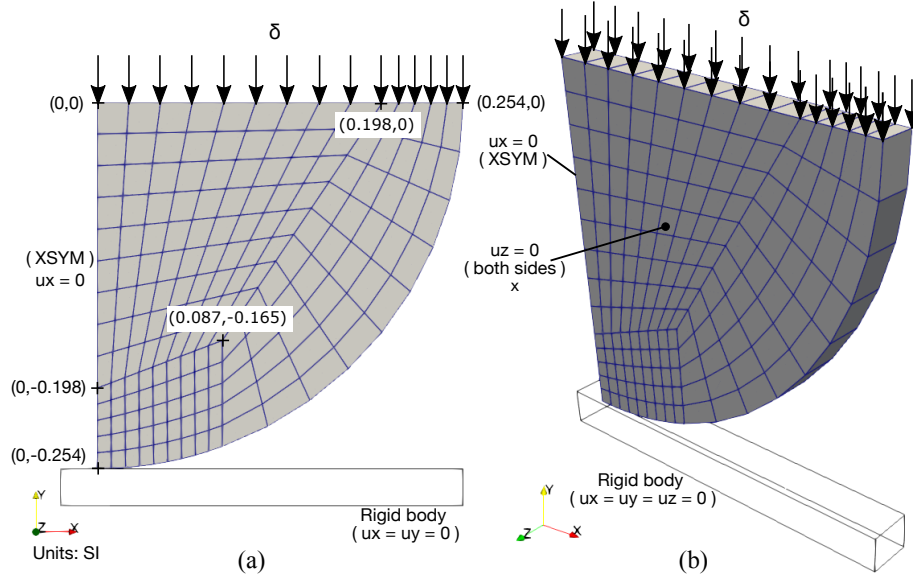 δ
(0,0)
(0.198,0)
(0.254,0)
( XSYM )
ux = 0
(0.087,-0.165)
(0,-0.198)
(0,-0.254)
Rigid body
( ux = uy = 0 )
Y
Z
X
Units: SI
(a)
δ
ux = 0
( XSYM )
uz = 0
( both sides )
x
Rigid body
( ux = uy = uz = 0 )
Y
Z
X
(b)